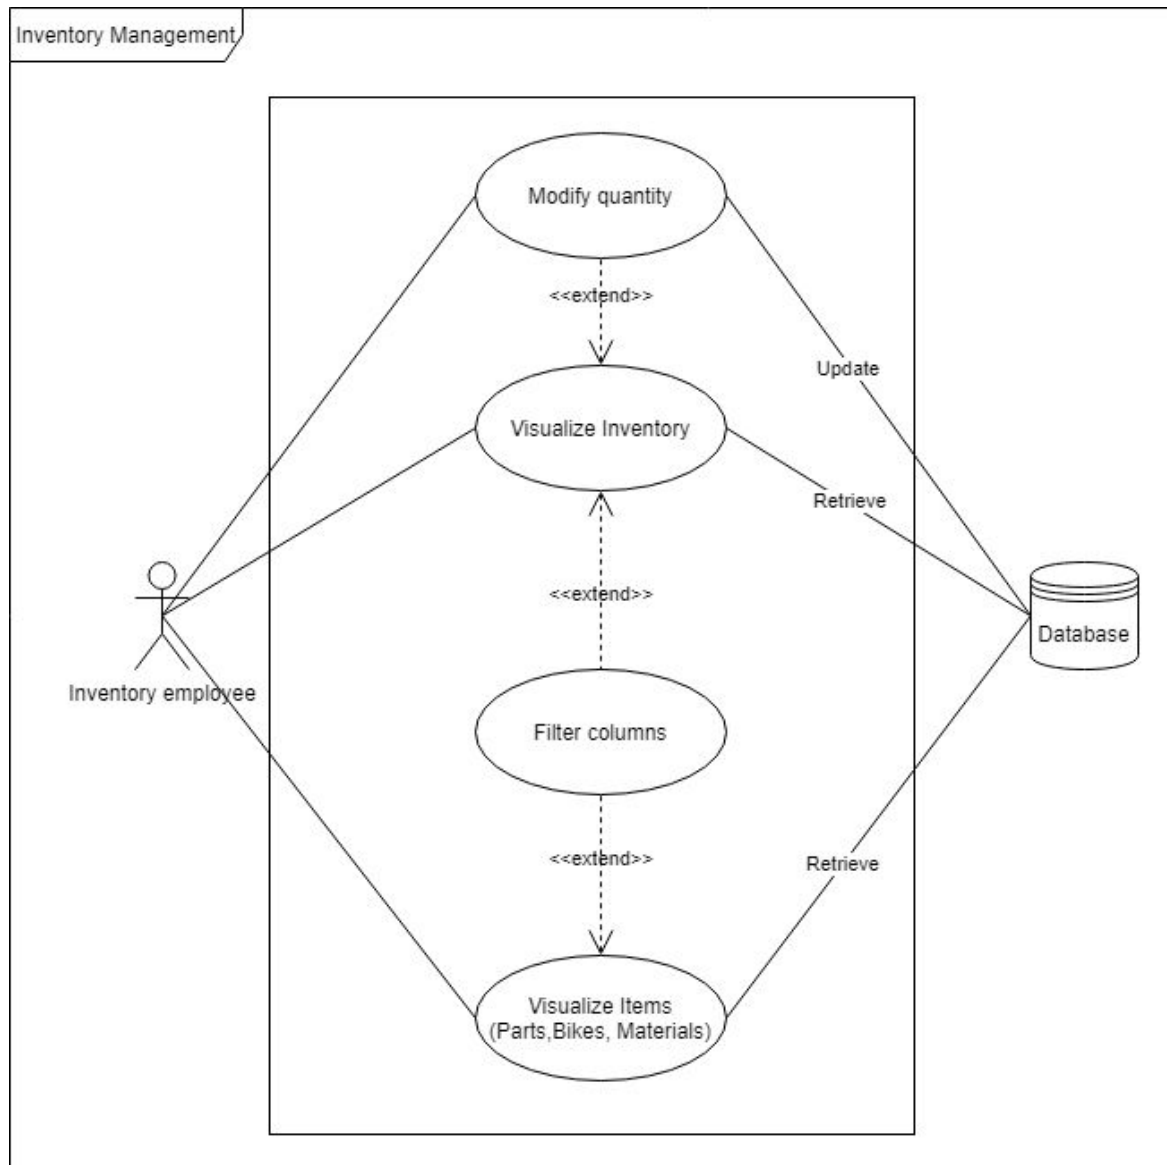 Inventory Management
Modify quantity
<<extend>>
Update
Visualize Inventory
Retrieve
<<extend>>
Database
Inventory employee
Filter columns
<<extend>>
Retrieve
Visualize Items
(Parts,Bikes, Materials)